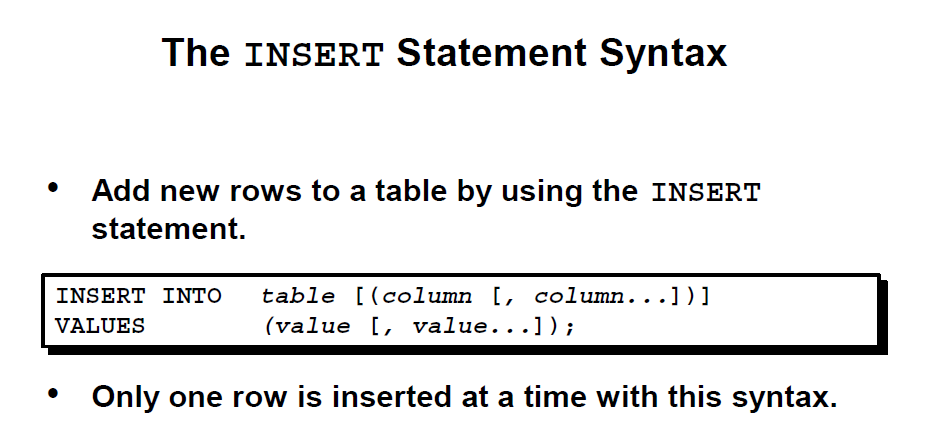 The INSERT Statement Syntax
• Add new rows to a table by using the INSERT
statement.
INSERT INTO table [(column [, column...])]
VALUES (value [, value...]);
• Only one row is inserted at a time with this syntax.